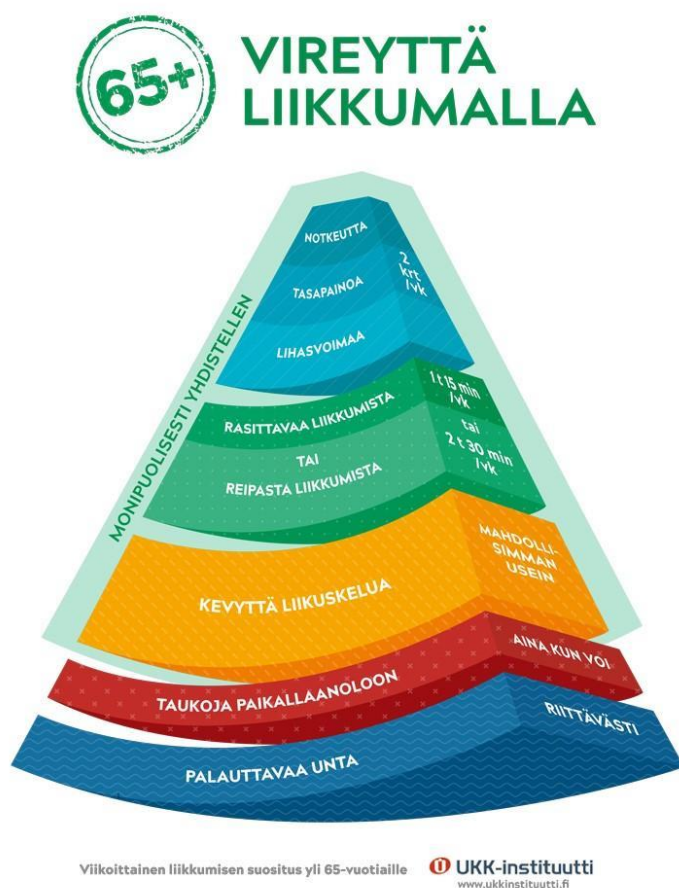 65+
VIREYTTÄ
LIIKKUMALLA
MONIPUOLISESTI YHDISTELLEN
NOTKEUTTA
TASAPAINOA
LIHASVOIMAA
2
krt
/vk
RASITTAVAA LIIKKUMISTA
1 t 15 min
/vk
TAI
tai
REIPASTA LIIKKUMISTA
2 t 30 min
/vk
KEVYTTÄ LIIKUSKELUA
MAHDOLLI-
SIMMAN
USEIN
TAUKOJA PAIKALLAANOLOON
AINA KUN VOI
PALAUTTAVAA UNTA
RIITTÄVÄSTI
Viikoittainen liikkumisen suositus yli 65-vuotiaille
UKK-instituutti
www.ukkinstituutti.fi